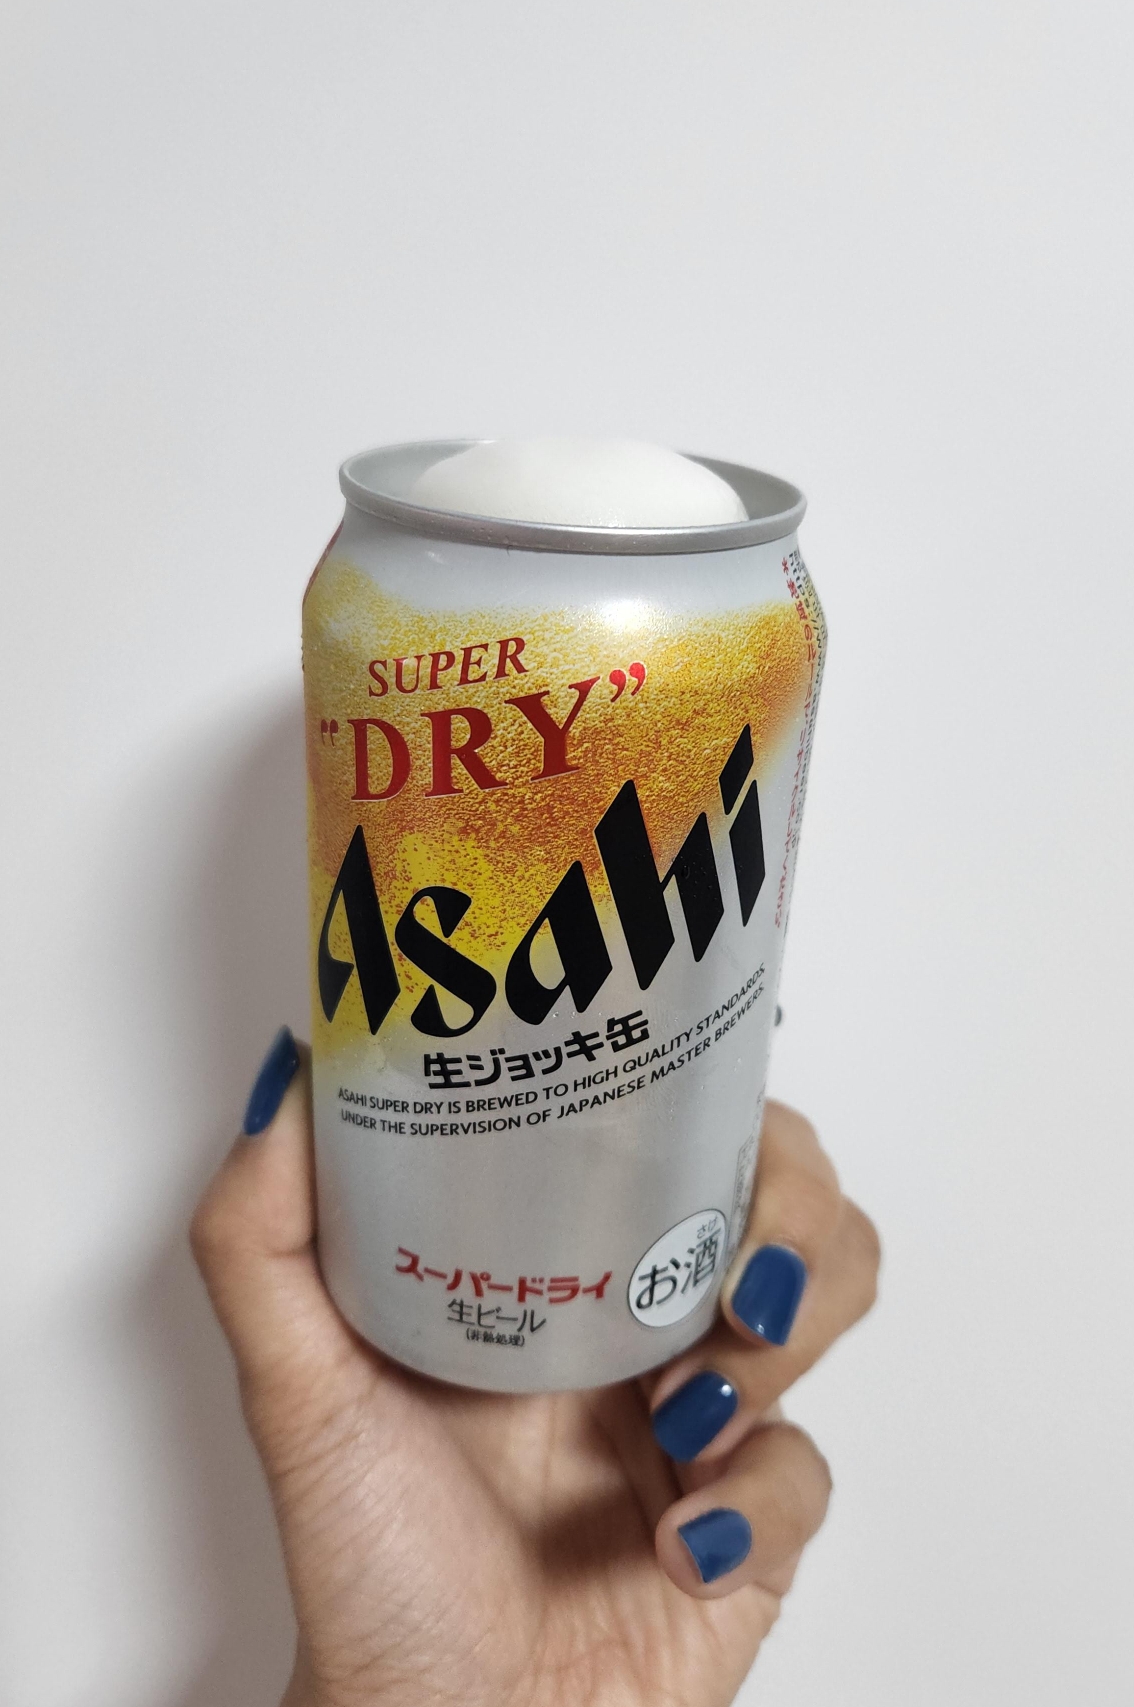 SUPER
“DRY”
Asahi
生ジョッキ缶
ASAHI SUPER DRY IS BREWED TO HIGH QUALITY STANDARDS,
UNDER THE SUPERVISION OF JAPANESE MASTER BREWERS.
スーパードライ
生ビール
(非熱処理)
さけ
お酒